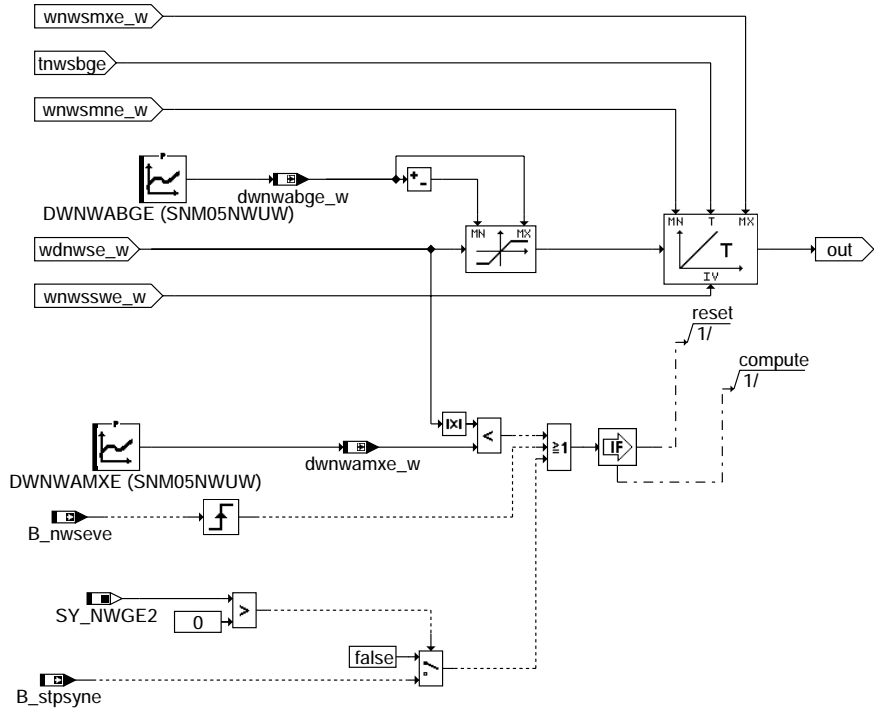 wnwsmxe_w
tnwsbge
wnwsmne_w
P
dwnwabge_w
DWNWABGE (SNM05NWUW)
+
-
MN MX
MN T MX
T
IV
wdnwse_w
out
wnwsswe_w
reset
1/
compute
1/
P
|x|
<
≥1
IF
dwnwamxe_w
DWNWAMXE (SNM05NWUW)
B_nwseve
SY_NWGE2
0
>
false
B_stpsyne